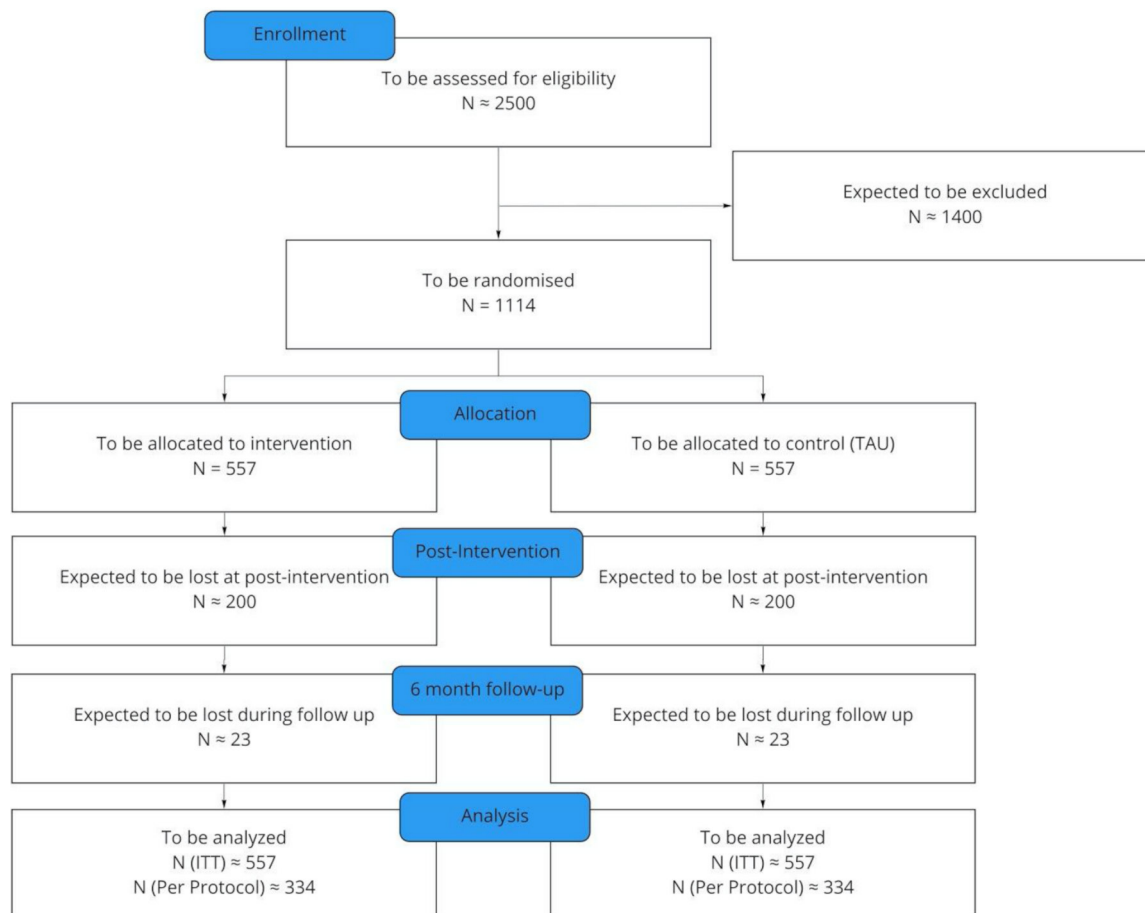 Enrollment
To be assessed for eligibility
N ≈ 2500
Expected to be excluded
N ≈ 1400
To be randomised
N = 1114
Allocation
To be allocated to intervention
N = 557
To be allocated to control (TAU)
N = 557
Post-Intervention
Expected to be lost at post-intervention
N ≈ 200
Expected to be lost at post-intervention
N ≈ 200
6 month follow-up
Expected to be lost during follow up
N ≈ 23
Expected to be lost during follow up
N ≈ 23
Analysis
To be analyzed
N (ITT) ≈ 557
N (Per Protocol) ≈ 334
To be analyzed
N (ITT) ≈ 557
N (Per Protocol) ≈ 334